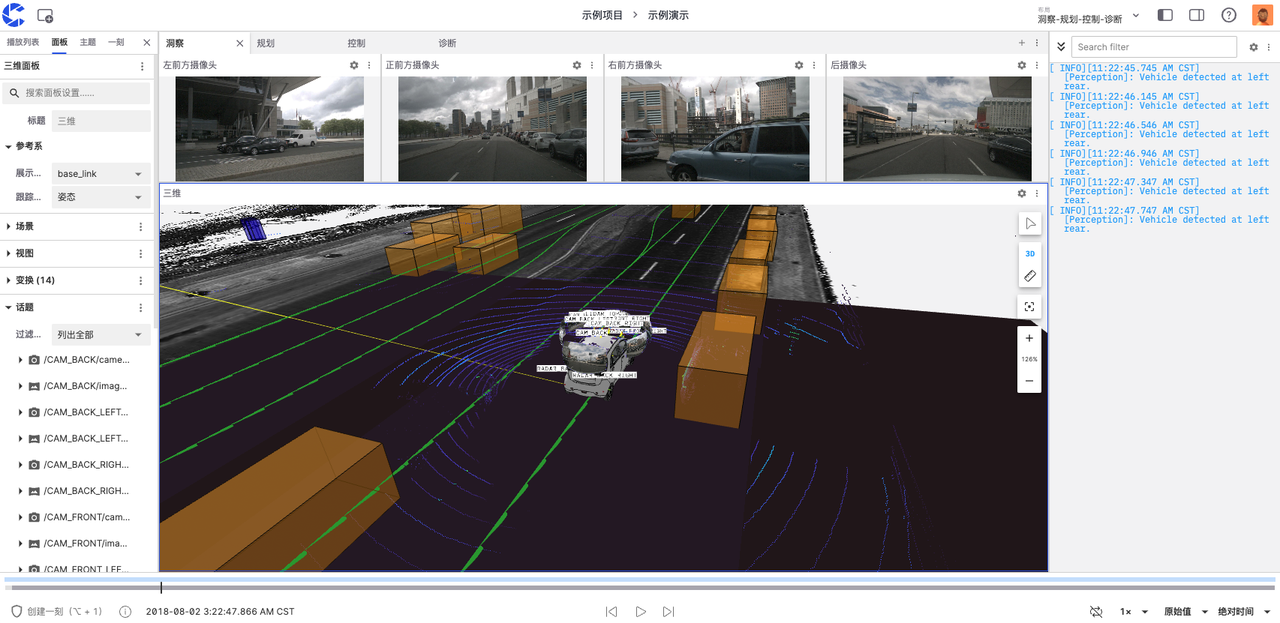 示例项目 > 示例演示
布局
洞察-规划-控制-诊断
播放列表 面板 主题 一刻
洞察 规划 控制 诊断
Search filter
三维面板
搜索面板设置......
标题 三维
参考系
展示... base_link
跟踪... 姿态
场景
视图
变换 (14)
话题
过滤... 列出全部
/CAM_BACK/came...
/CAM_BACK/imag...
/CAM_BACK_LEFT...
/CAM_BACK_LEFT...
/CAM_BACK_RIGH...
/CAM_BACK_RIGH...
/CAM_FRONT/cam...
/CAM_FRONT/ima...
/CAM_FRONT_LEF...
左前方摄像头
正前方摄像头
右前方摄像头
后摄像头
三维
3D
126%
CAM_BACK_RIGHT
RADAR_BACK_RIGHT
[ INFO][11:22:45.745 AM CST]
[Perception]: Vehicle detected at left
rear.
[ INFO][11:22:46.145 AM CST]
[Perception]: Vehicle detected at left
rear.
[ INFO][11:22:46.546 AM CST]
[Perception]: Vehicle detected at left
rear.
[ INFO][11:22:46.946 AM CST]
[Perception]: Vehicle detected at left
rear.
[ INFO][11:22:47.347 AM CST]
[Perception]: Vehicle detected at left
rear.
[ INFO][11:22:47.747 AM CST]
[Perception]: Vehicle detected at left
rear.
创建一刻 (⌥ + 1)
2018-08-02 3:22:47.866 AM CST
1× 原始值 绝对时间